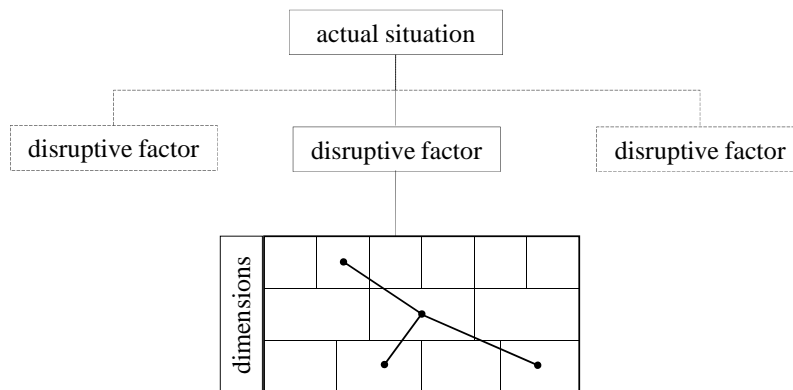 actual situation
disruptive factor
disruptive factor
disruptive factor
dimensions